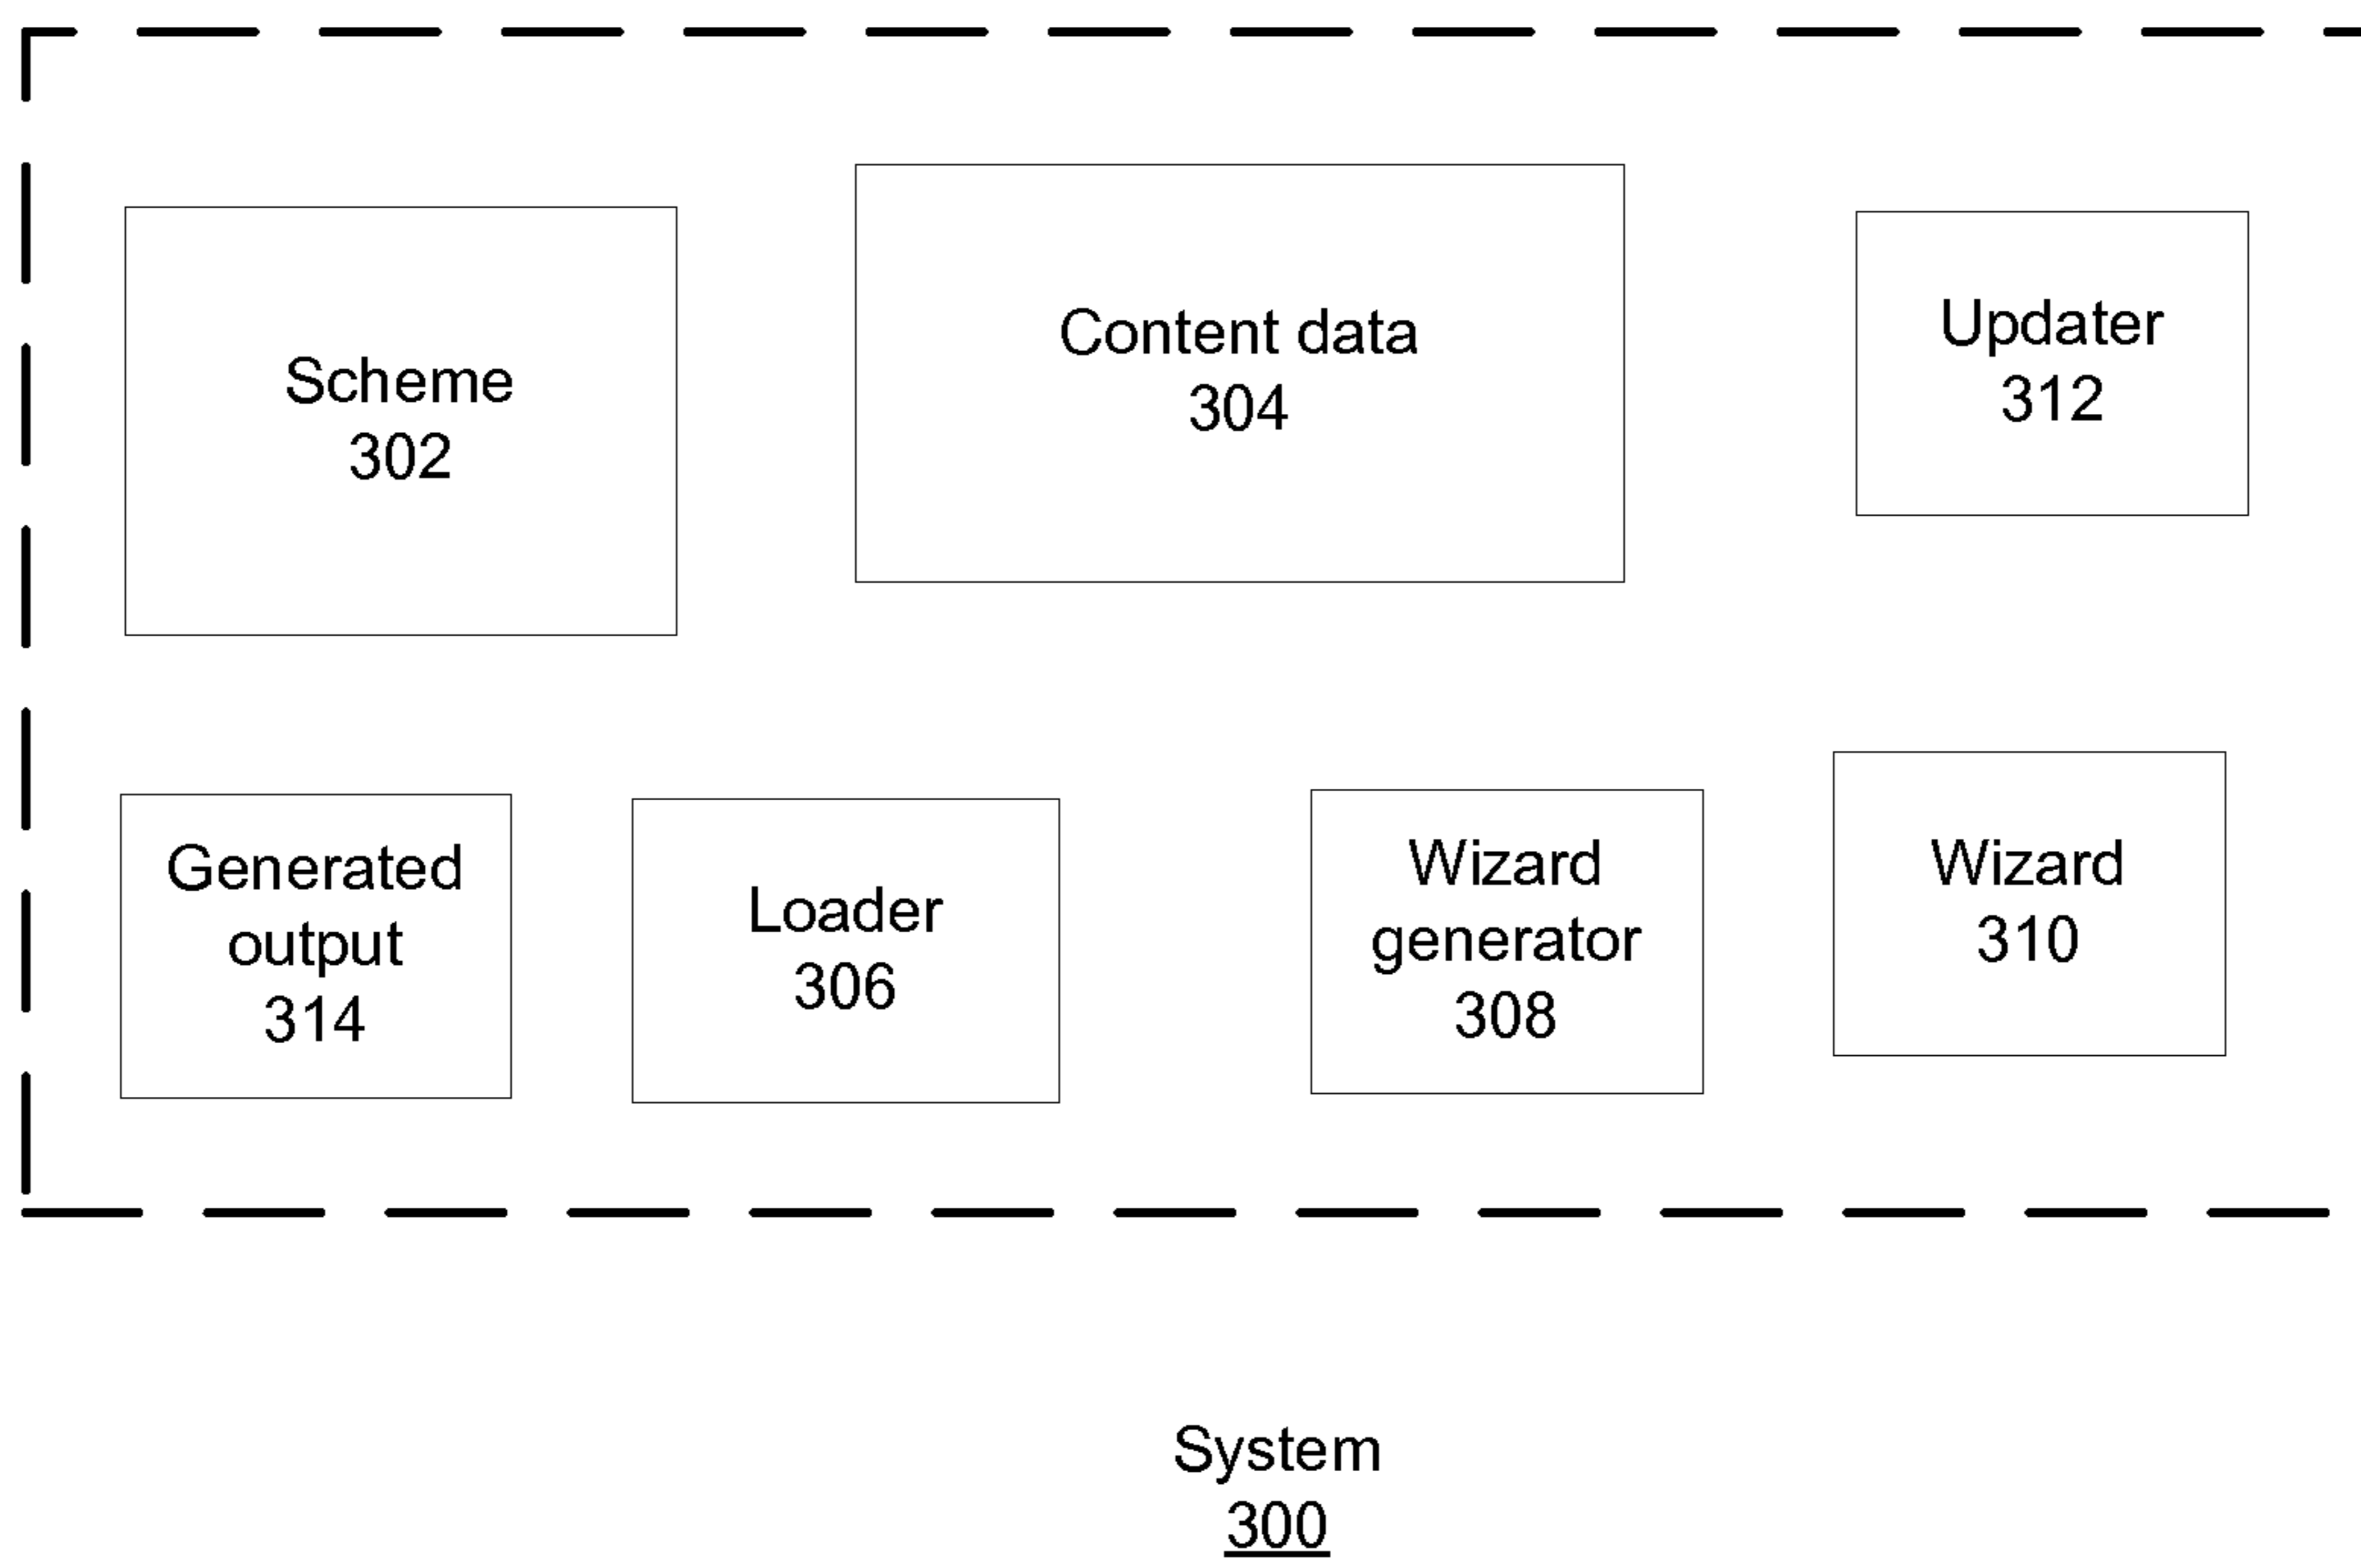 Scheme
302
Content data
304
Updater
312
Generated
output
314
Loader
306
Wizard
generator
308
Wizard
310
System
300